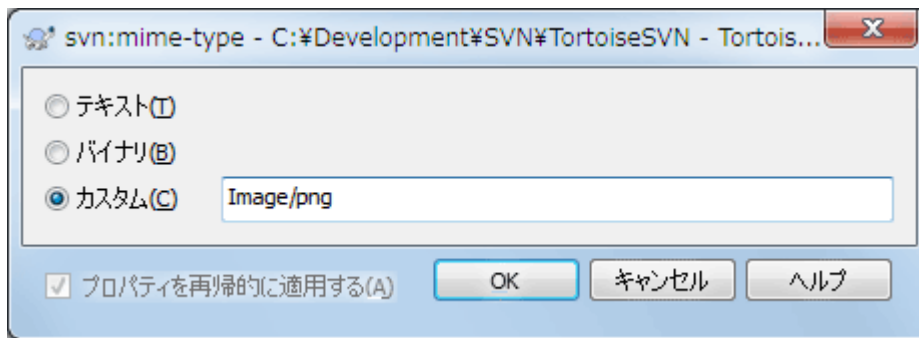 svn:mime-type - C:¥Development¥SVN¥TortoiseSVN - Tortois...
テキスト(T)
バイナリ(B)
カスタム(C) Image/png
プロパティを再帰的に適用する(A) OK キャンセル ヘルプ